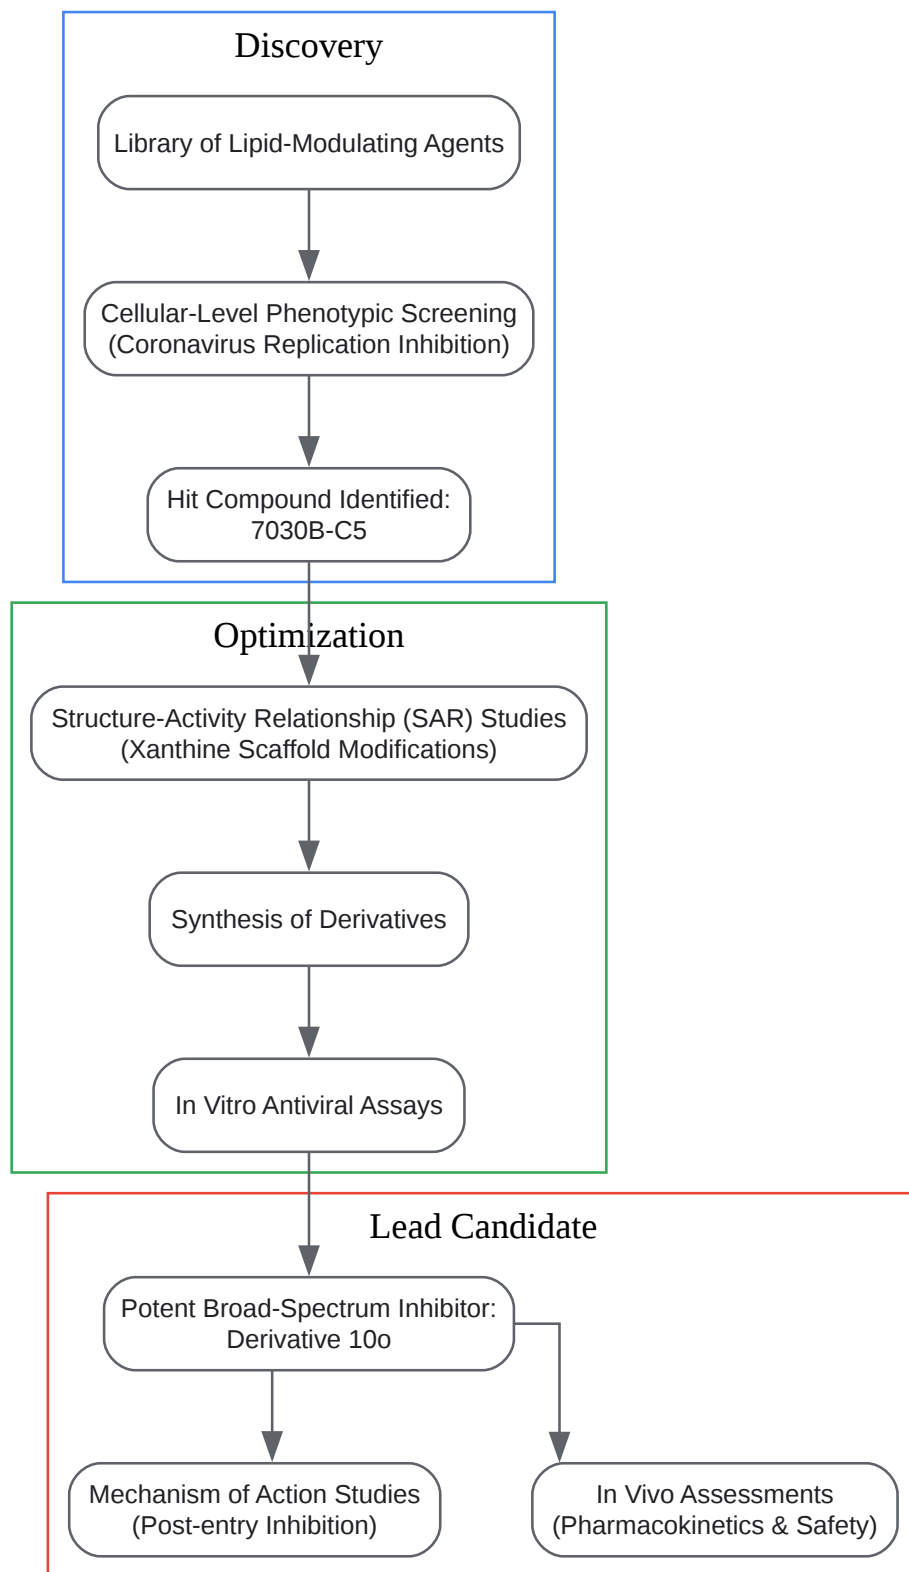 Discovery
Library of Lipid-Modulating Agents
Cellular-Level Phenotypic Screening
(Coronavirus Replication Inhibition)
Hit Compound Identified:
7030B-C5
Optimization
Structure-Activity Relationship (SAR) Studies
(Xanthine Scaffold Modifications)
Synthesis of Derivatives
In Vitro Antiviral Assays
Lead Candidate
Potent Broad-Spectrum Inhibitor:
Derivative 10o
Mechanism of Action Studies
(Post-entry Inhibition)
In Vivo Assessments
(Pharmacokinetics & Safety)